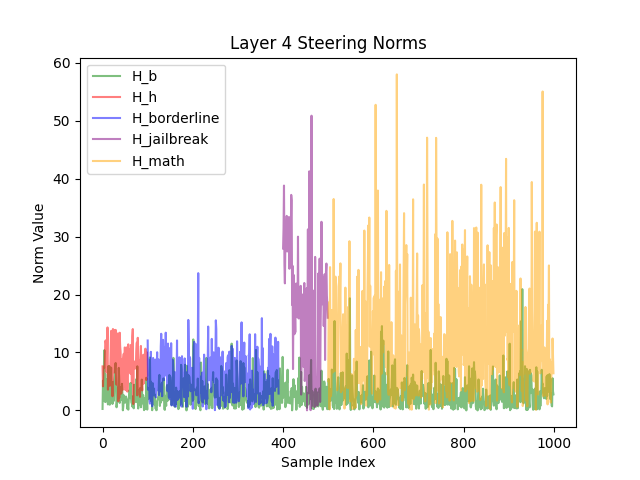 Layer 4 Steering Norms
H_b
H_h
H_borderline
H_jailbreak
H_math
Norm Value
60
50
40
30
20
10
0
0 200 400 600 800 1000
Sample Index